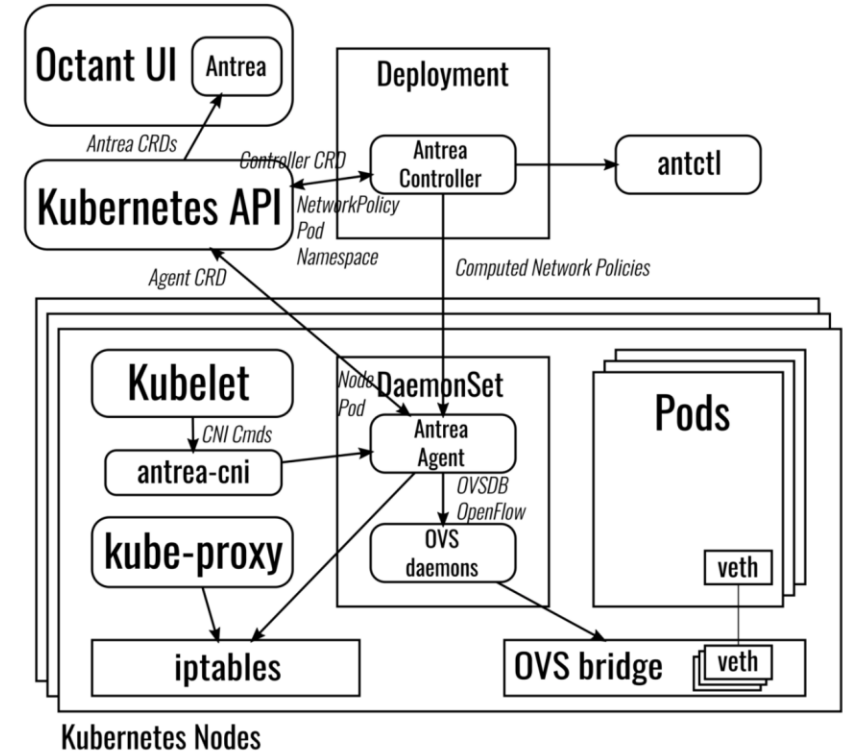 Octant UI
Antrea
Deployment
Antrea CRDs
Antrea
Controller
antctl
Controller CRD
Kubernetes API
NetworkPolicy
Pod
Namespace
Agent CRD
Computed Network Policies
Kubelet
Node
Pod
DaemonSet
Pods
CNI Cmds
Antrea
Agent
antrea-cni
OVSDB
OpenFlow
kube-proxy
OVS
daemons
veth
iptables
OVS bridge
veth
Kubernetes Nodes